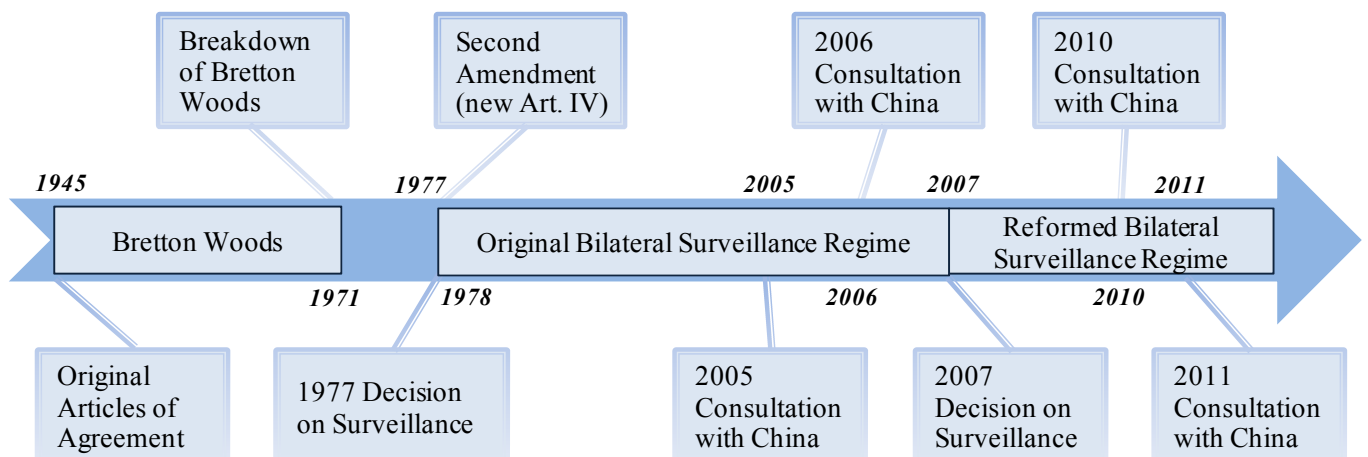 Breakdown
of Bretton
Woods
Second
Amendment
(new Art. IV)
2006
Consultation
with China
2010
Consultation
with China
1945
1977
2005
2007
2011
Bretton Woods
Original Bilateral Surveillance Regime
Reformed Bilateral
Surveillance Regime
1971
1978
2006
2010
Original
Articles of
Agreement
1977 Decision
on Surveillance
2005
Consultation
with China
2007
Decision on
Surveillance
2011
Consultation
with China